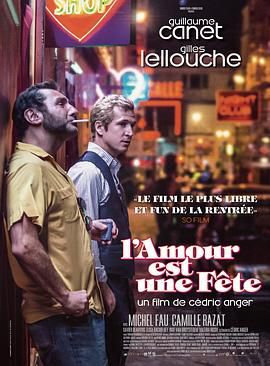 SHOP
guillaume
canet
gilles
lellouche
«LE FILM LE PLUS LIBRE
ET FUN DE LA RENTRÉE»
SO FILM
l'Amour
est
une Fête
un film de cédric anger
AVEC MICHEL FAU CAMILLE RAZAT